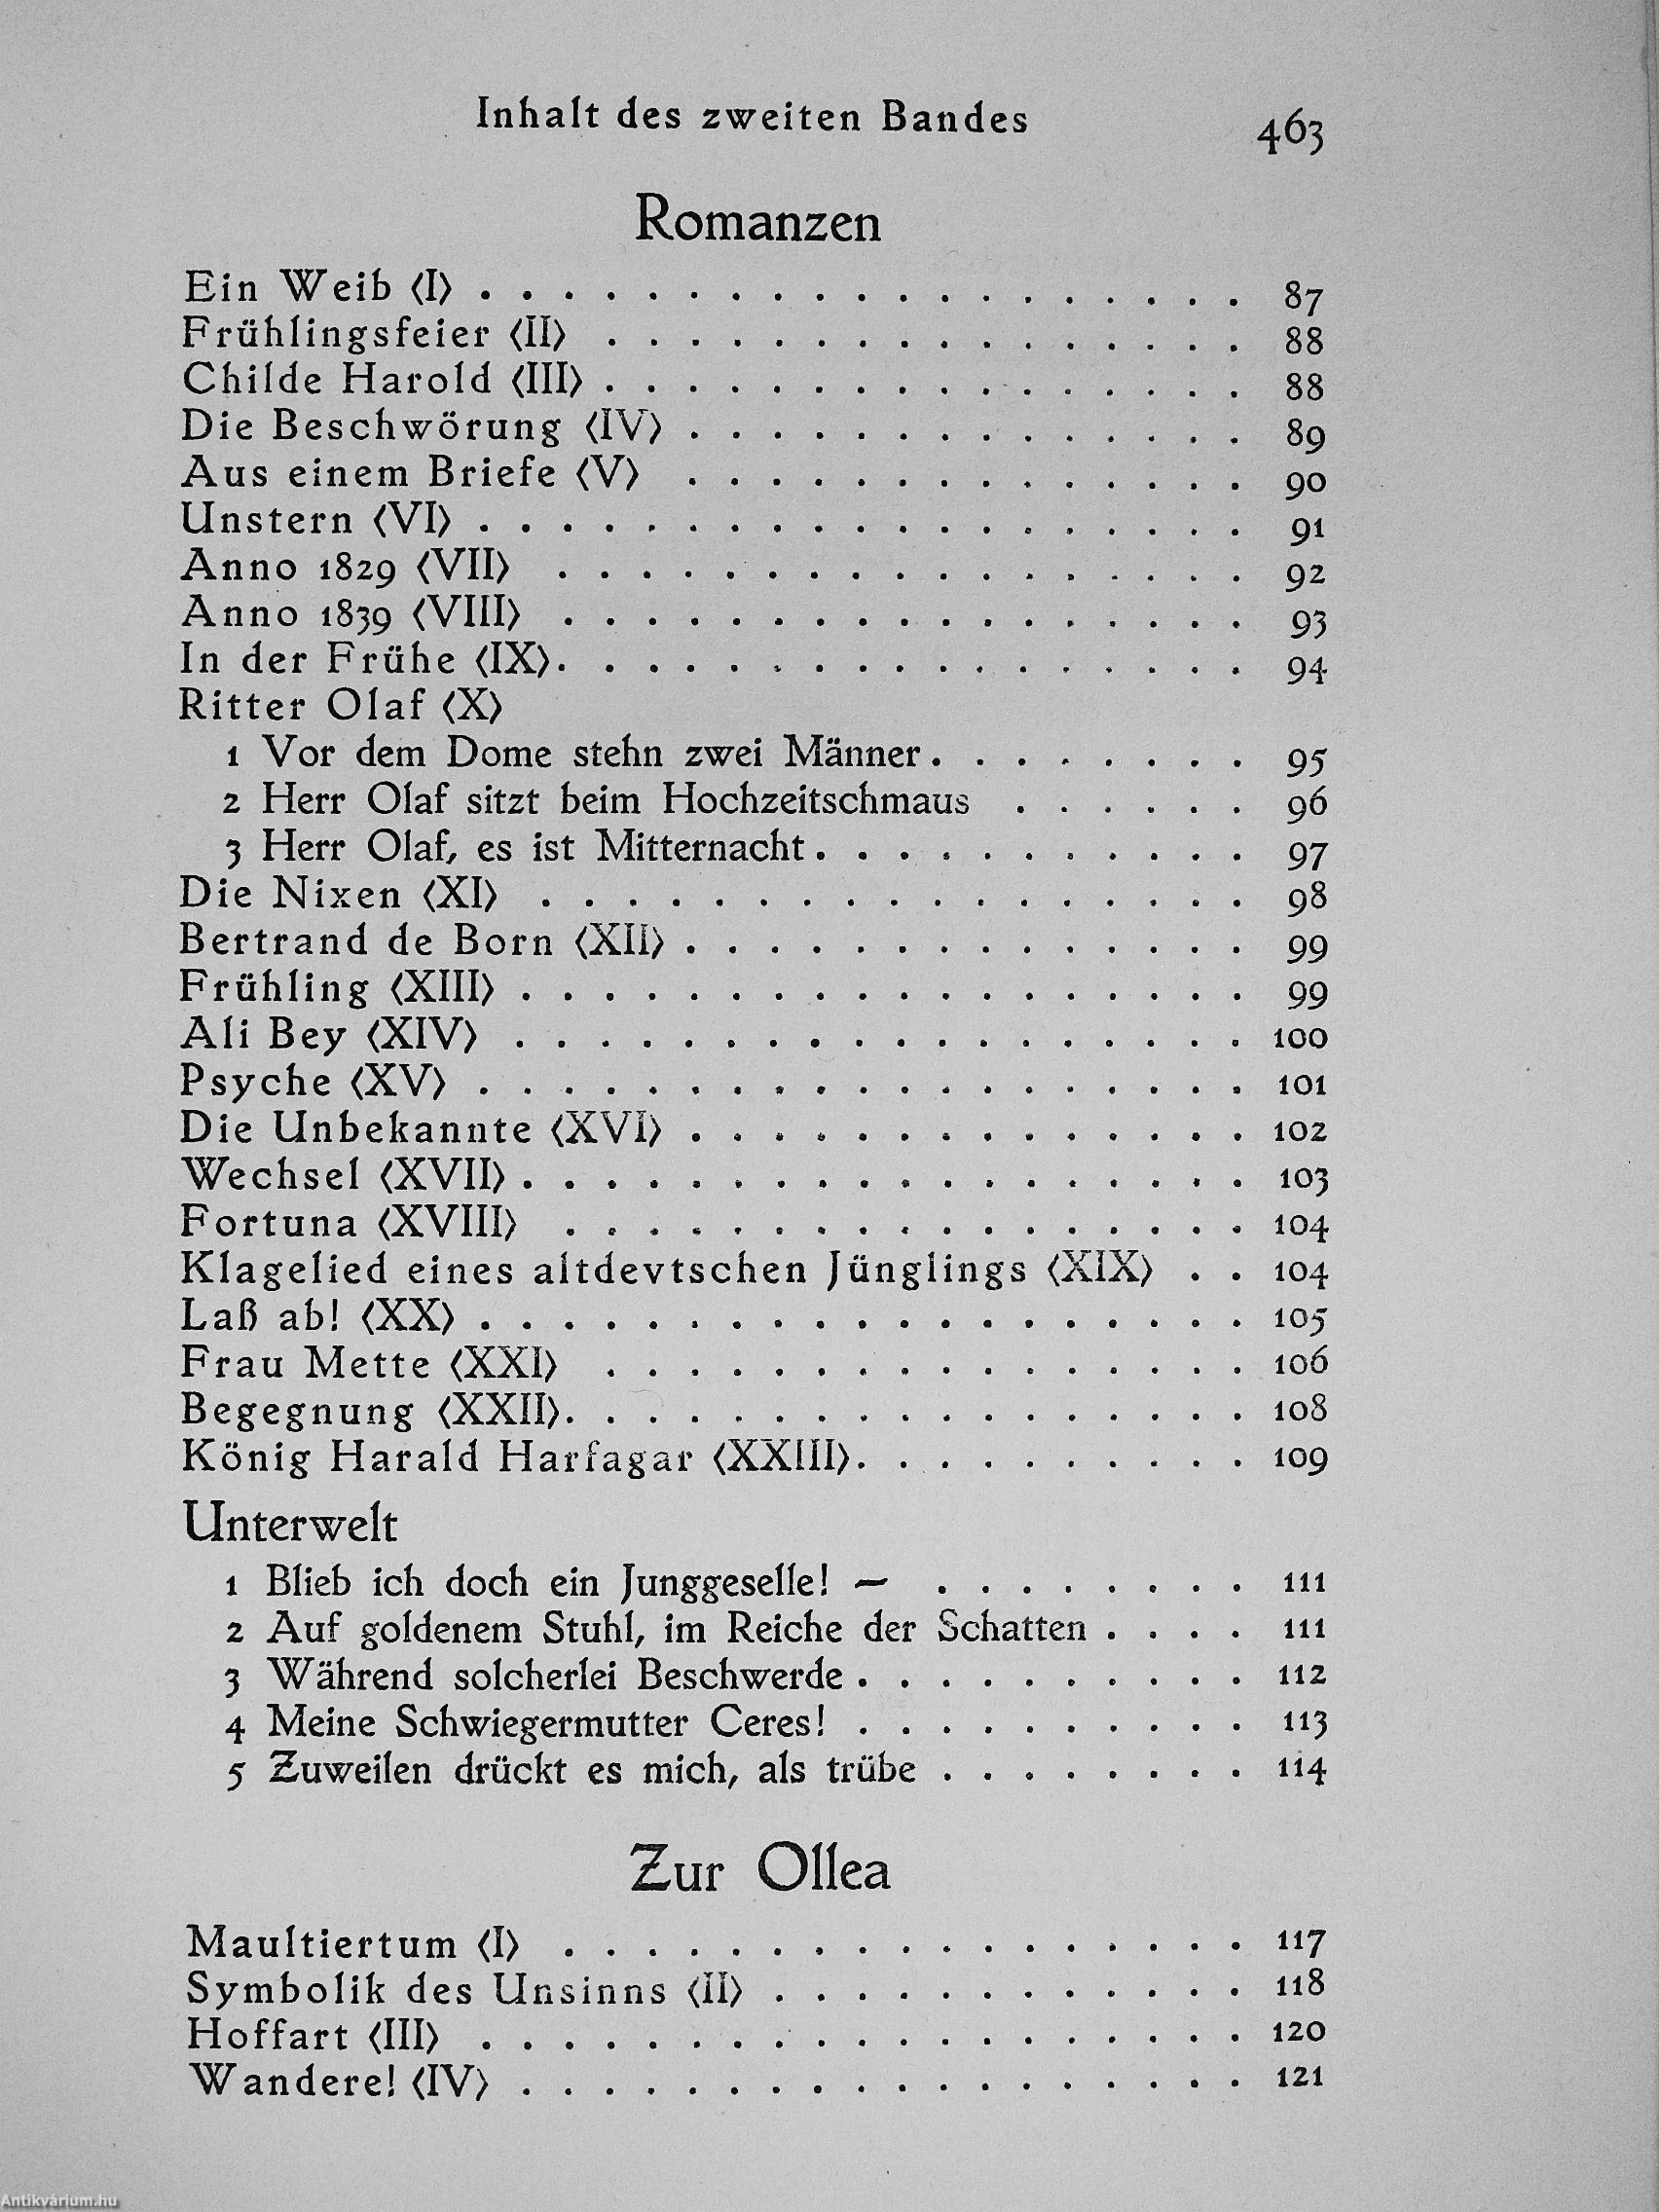 Inhalt des zweiten Bandes 463
Romanzen
Ein Weib ⟨I⟩ . . . . . . . . . . . . . . . . . . . 87
Frühlingsfeier ⟨II⟩ . . . . . . . . . . . . . . . . 88
Childe Harold ⟨III⟩ . . . . . . . . . . . . . . . . 88
Die Beschwörung ⟨IV⟩ . . . . . . . . . . . . . . 89
Aus einem Briefe ⟨V⟩ . . . . . . . . . . . . . . 90
Unstern ⟨VI⟩ . . . . . . . . . . . . . . . . . . . 91
Anno 1829 ⟨VII⟩ . . . . . . . . . . . . . . . . . 92
Anno 1839 ⟨VIII⟩ . . . . . . . . . . . . . . . . . 93
In der Frühe ⟨IX⟩ . . . . . . . . . . . . . . . . . 94
Ritter Olaf ⟨X⟩
1 Vor dem Dome stehn zwei Männer . . . . . . . . 95
2 Herr Olaf sitzt beim Hochzeitschmaus . . . . . . 96
3 Herr Olaf, es ist Mitternacht . . . . . . . . . . . 97
Die Nixen ⟨XI⟩ . . . . . . . . . . . . . . . . . 98
Bertrand de Born ⟨XII⟩ . . . . . . . . . . . . . . 99
Frühling ⟨XIII⟩ . . . . . . . . . . . . . . . . . . 99
Ali Bey ⟨XIV⟩ . . . . . . . . . . . . . . . . . . 100
Psyche ⟨XV⟩ . . . . . . . . . . . . . . . . . . . 101
Die Unbekannte ⟨XVI⟩ . . . . . . . . . . . . . . 102
Wechsel ⟨XVII⟩ . . . . . . . . . . . . . . . . . . 103
Fortuna ⟨XVIII⟩ . . . . . . . . . . . . . . . . . 104
Klagelied eines altdevtschen Jünglings ⟨XIX⟩ . . 104
Laß ab! ⟨XX⟩ . . . . . . . . . . . . . . . . . . . 105
Frau Mette ⟨XXI⟩ . . . . . . . . . . . . . . . . 106
Begegnung ⟨XXII⟩ . . . . . . . . . . . . . . . . . 108
König Harald Harfagar ⟨XXIII⟩ . . . . . . . . . . 109
Unterwelt
1 Blieb ich doch ein Junggeselle! — . . . . . . . . 111
2 Auf goldenem Stuhl, im Reiche der Schatten . . . . 111
3 Während solcherlei Beschwerde . . . . . . . . . . 112
4 Meine Schwiegermutter Ceres! . . . . . . . . . . 113
5 Zuweilen drückt es mich, als trübe . . . . . . . . 114
Zur Ollea
Maultiertum ⟨I⟩ . . . . . . . . . . . . . . . . . 117
Symbolik des Unsinns ⟨II⟩ . . . . . . . . . . . . 118
Hoffart ⟨III⟩ . . . . . . . . . . . . . . . . . . . 120
Wandere! ⟨IV⟩ . . . . . . . . . . . . . . . . . . 121
Antikvárium.hu